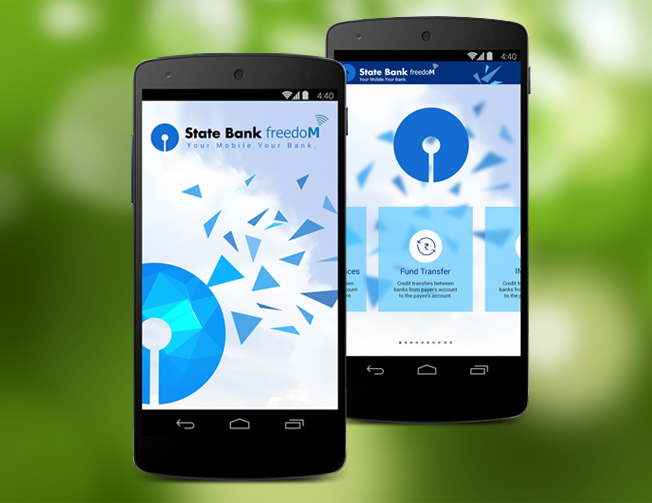 4:40
State Bank freedoM
Your Mobile.Your Bank.
4:40
State Bank freedoM
Your Mobile.Your Bank.
Fund Transfer
Credit transfers between
banks from payer's account
to the payee's account.